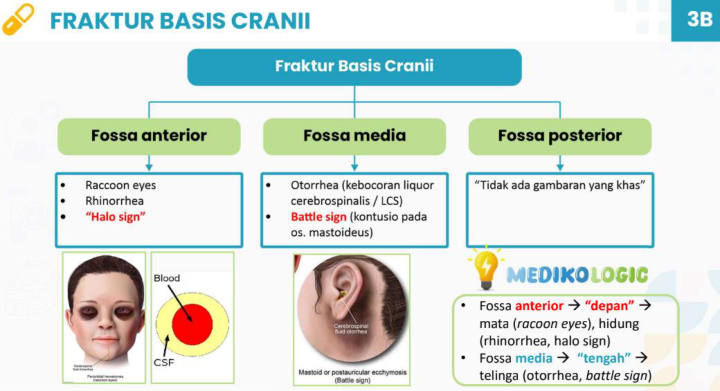 FRAKTUR BASIS CRANII
3B
Fraktur Basis Cranii
Fossa anterior
Fossa media
Fossa posterior
• Raccoon eyes
• Rhinorrhea
• “Halo sign”
• Otorrhea (kebocoran liquor
cerebrospinalis / LCS)
• Battle sign (kontusio pada
os. mastoideus)
“Tidak ada gambaran yang khas”
Blood
CSF
Cerebrospinal
fluid otorrhea
Mastoid or postauricular ecchymosis
(Battle sign)
MEDIKOLOGIC
• Fossa anterior → “depan” →
mata (racoon eyes), hidung
(rhinorrhea, halo sign)
• Fossa media → “tengah” →
telinga (otorrhea, battle sign)